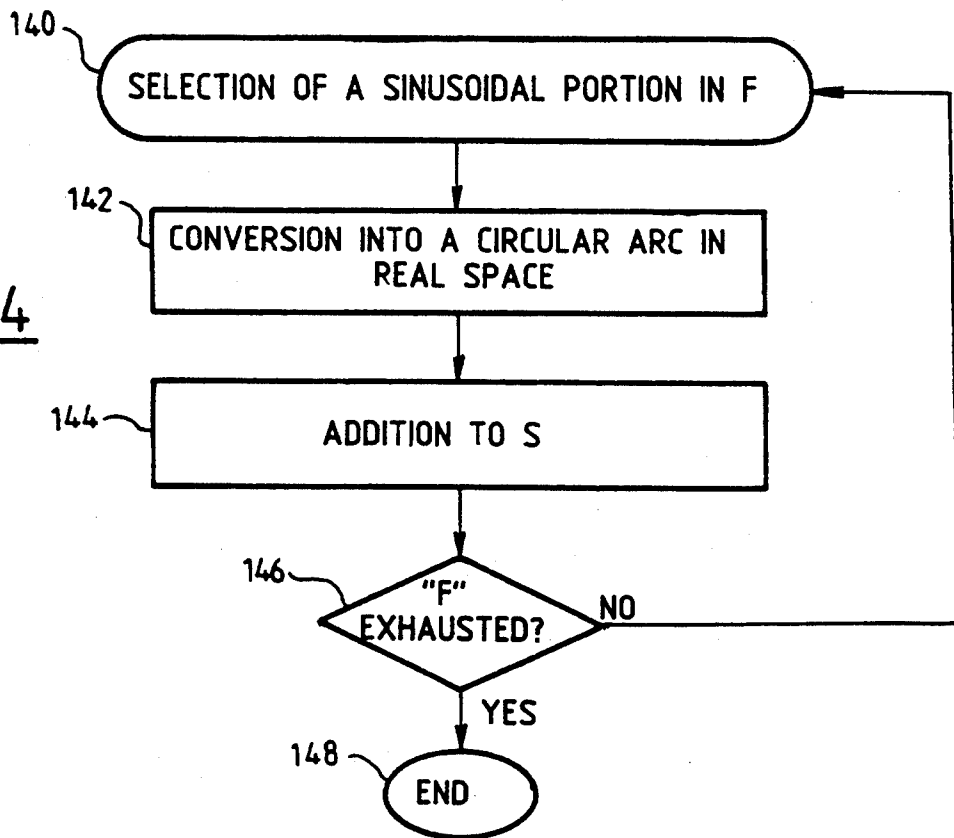 140
SELECTION OF A SINUSOIDAL PORTION IN F
142
CONVERSION INTO A CIRCULAR ARC IN
REAL SPACE
4
144
ADDITION TO S
146
"F"
EXHAUSTED?
NO
YES
148
END